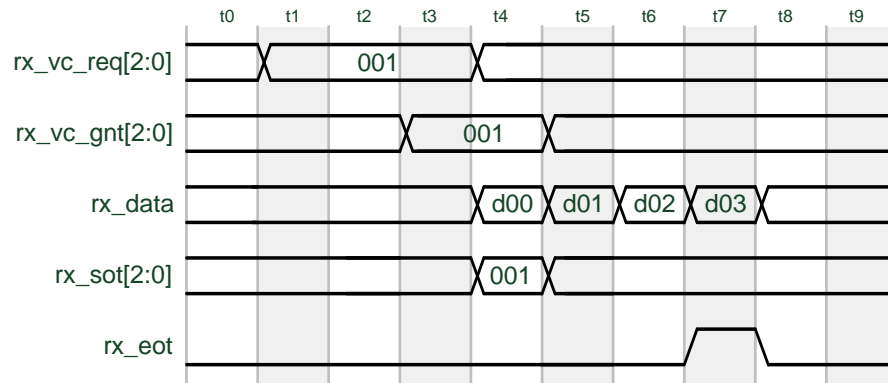 t0 t1 t2 t3 t4 t5 t6 t7 t8 t9
rx_vc_req[2:0] 001
rx_vc_gnt[2:0] 001
rx_data d00 d01 d02 d03
rx_sot[2:0] 001
rx_eot